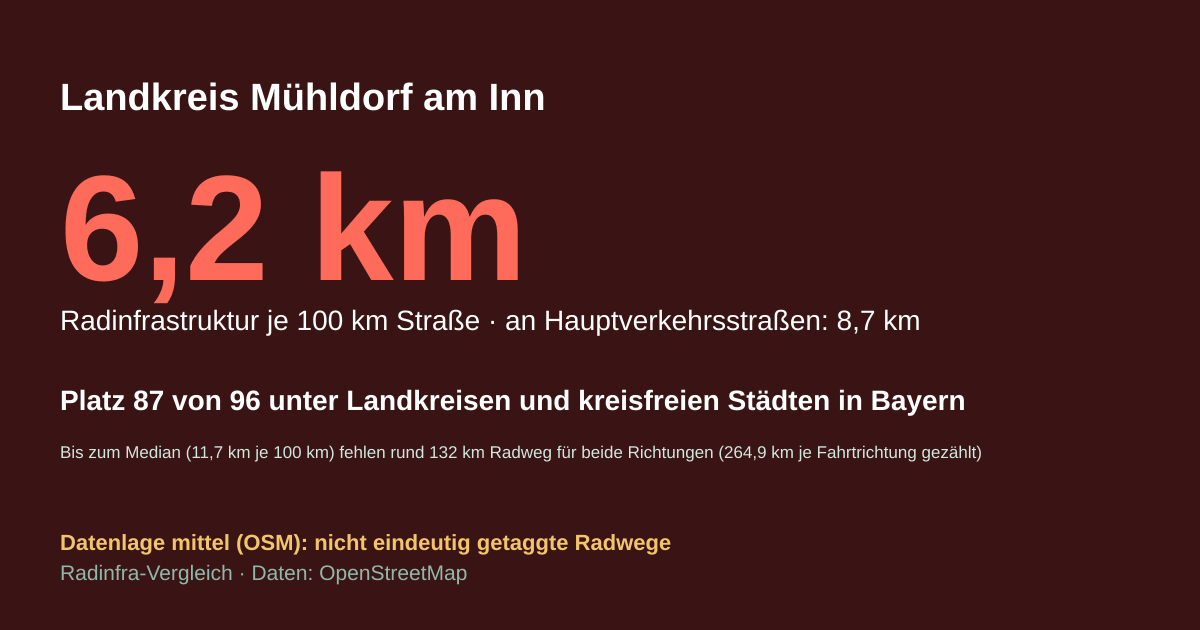 Landkreis Mühldorf am Inn
6,2 km
Radinfrastruktur je 100 km Straße · an Hauptverkehrsstraßen: 8,7 km
Platz 87 von 96 unter Landkreisen und kreisfreien Städten in Bayern
Bis zum Median (11,7 km je 100 km) fehlen rund 132 km Radweg für beide Richtungen (264,9 km je Fahrtrichtung gezählt)
Datenlage mittel (OSM): nicht eindeutig getaggte Radwege
Radinfra-Vergleich · Daten: OpenStreetMap